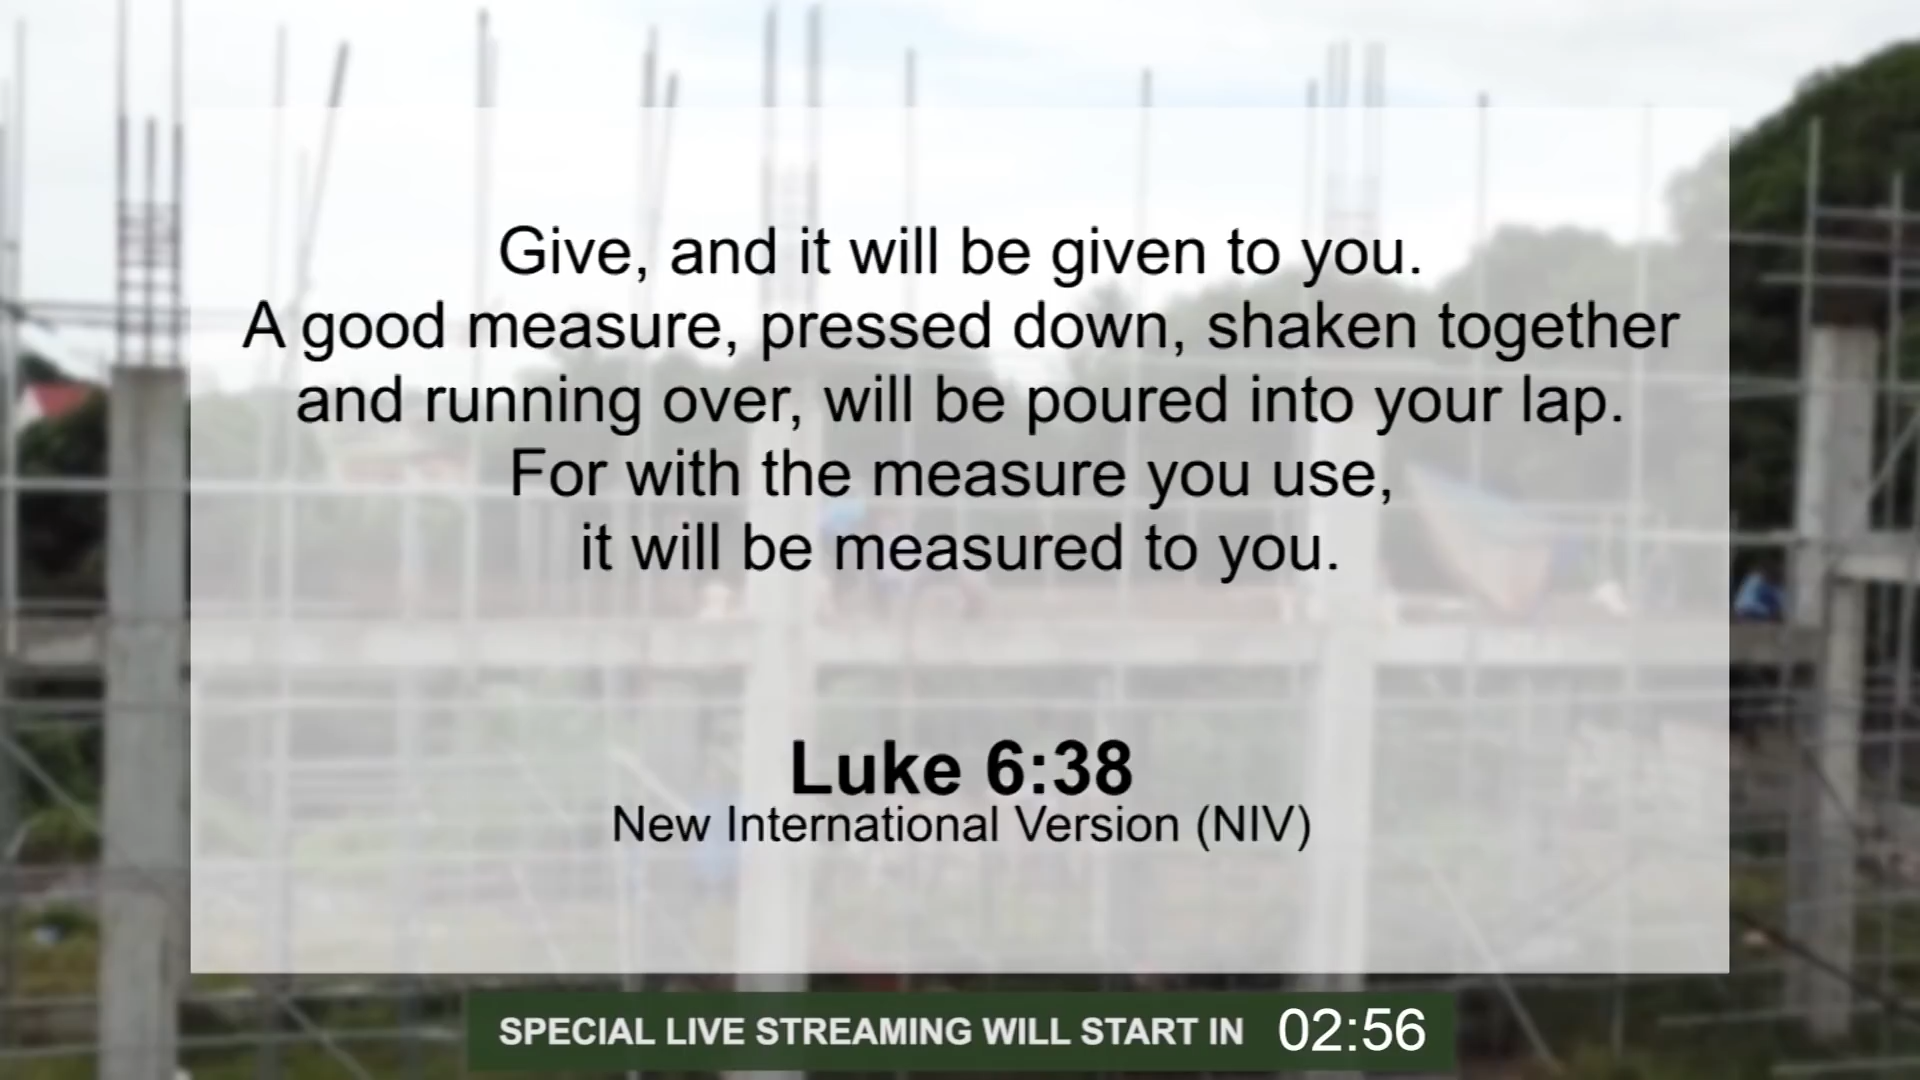 Give, and it will be given to you.
A good measure, pressed down, shaken together
and running over, will be poured into your lap.
For with the measure you use,
it will be measured to you.
Luke 6:38
New International Version (NIV)
SPECIAL LIVE STREAMING WILL START IN 02:56